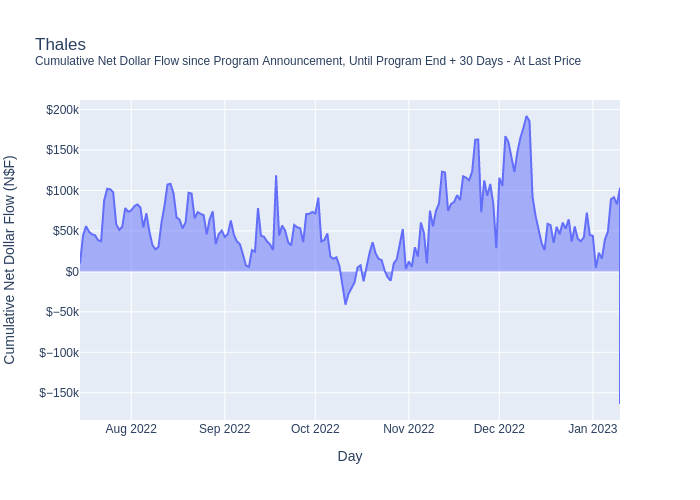 Thales
Cumulative Net Dollar Flow since Program Announcement, Until Program End + 30 Days - At Last Price
Cumulative Net Dollar Flow (N$F)
$200k
$150k
$100k
$50k
$0
$−50k
$−100k
$−150k
Aug 2022 Sep 2022 Oct 2022 Nov 2022 Dec 2022 Jan 2023
Day